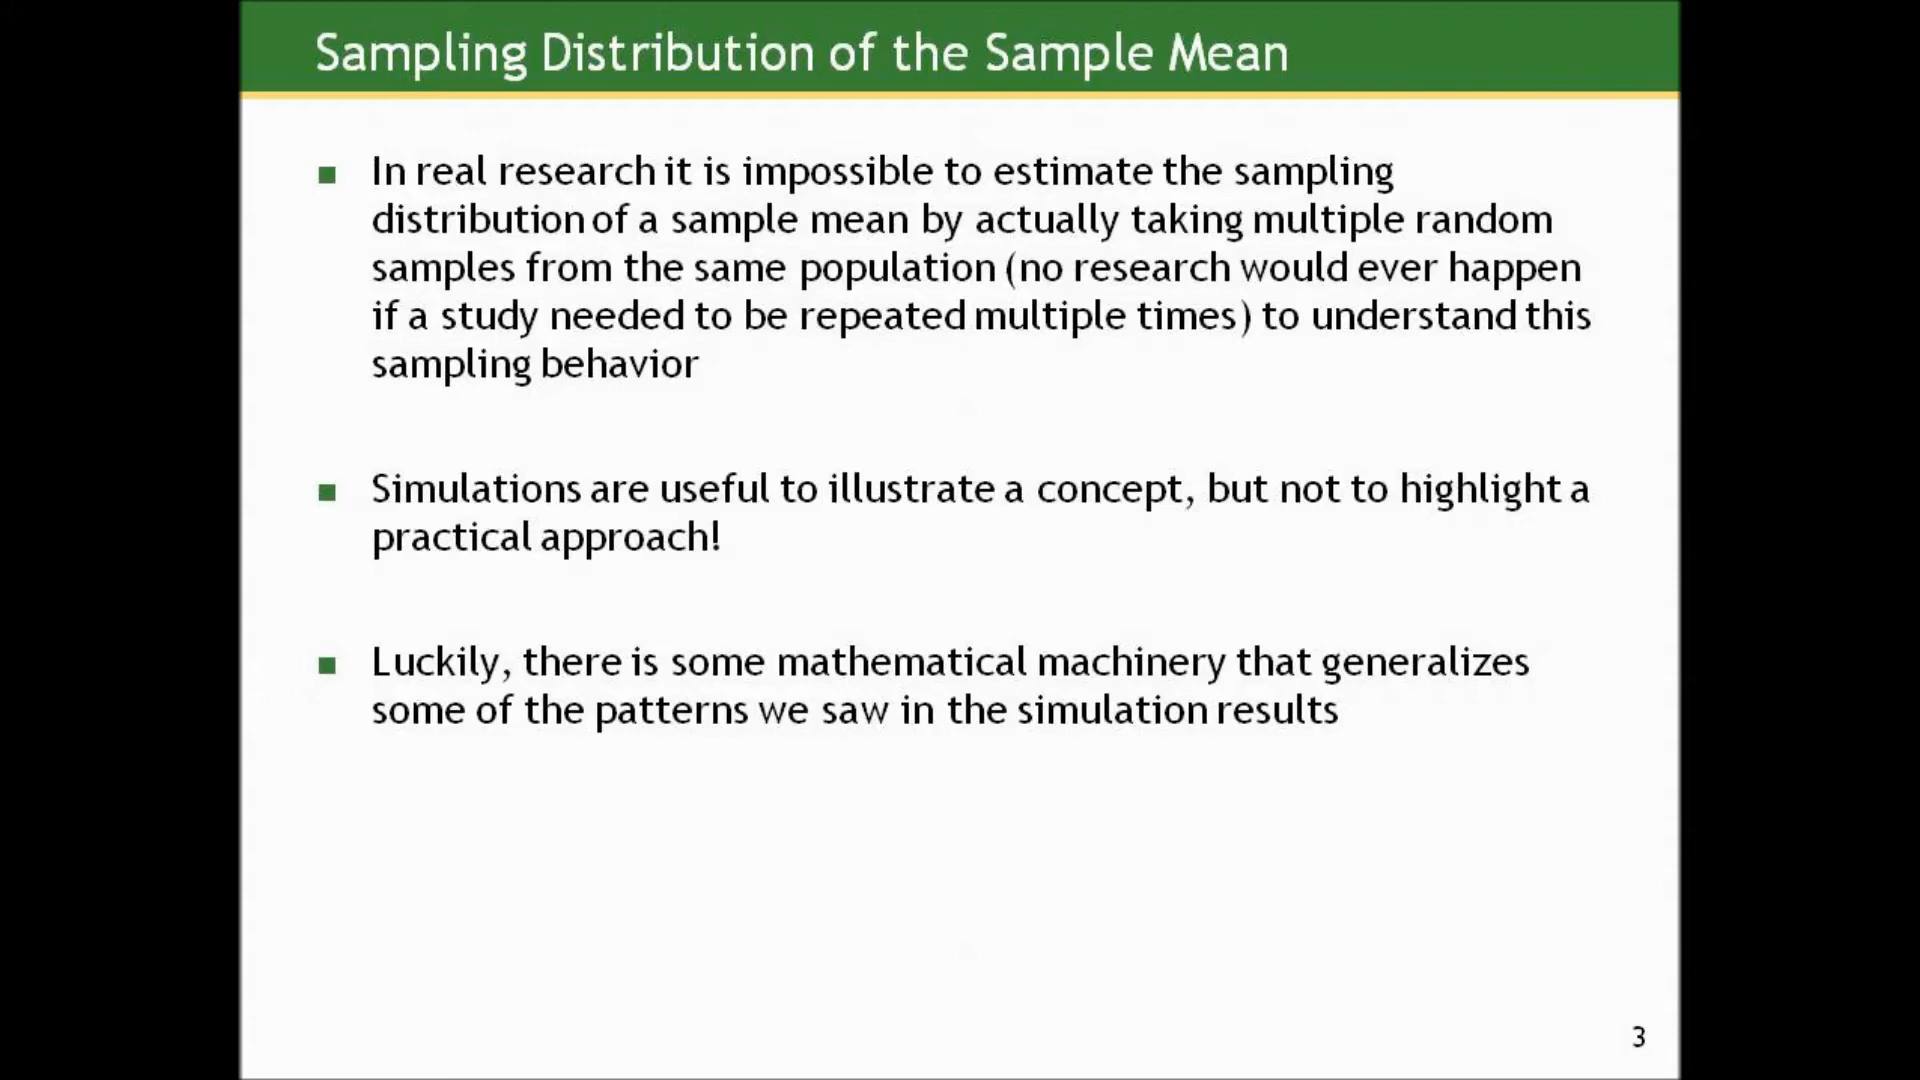 Sampling Distribution of the Sample Mean
In real research it is impossible to estimate the sampling
distribution of a sample mean by actually taking multiple random
samples from the same population (no research would ever happen
if a study needed to be repeated multiple times) to understand this
sampling behavior
Simulations are useful to illustrate a concept, but not to highlight a
practical approach!
Luckily, there is some mathematical machinery that generalizes
some of the patterns we saw in the simulation results
3